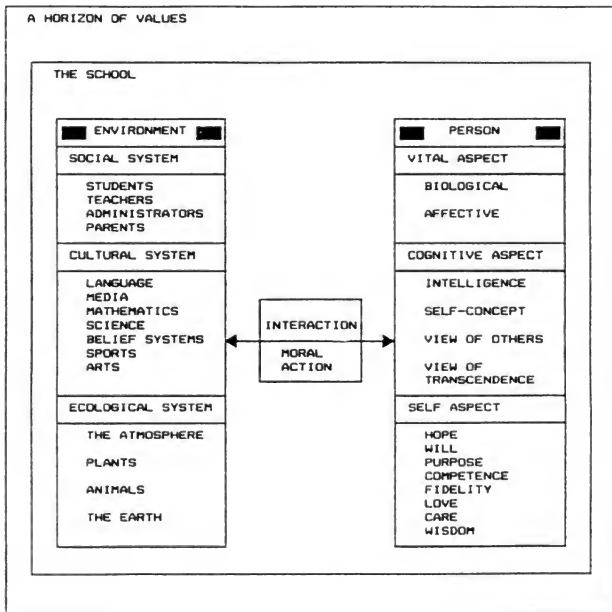 A HORIZON OF VALUES
THE SCHOOL
ENVIRONMENT
SOCIAL SYSTEM
STUDENTS
TEACHERS
ADMINISTRATORS
PARENTS
CULTURAL SYSTEM
LANGUAGE
MEDIA
MATHEMATICS
SCIENCE
BELIEF SYSTEMS
SPORTS
ARTS
ECOLOGICAL SYSTEM
THE ATMOSPHERE
PLANTS
ANIMALS
THE EARTH
INTERACTION
MORAL
ACTION
PERSON
VITAL ASPECT
BIOLOGICAL
AFFECTIVE
COGNITIVE ASPECT
INTELLIGENCE
SELF-CONCEPT
VIEW OF OTHERS
VIEW OF
TRANSCENDENCE
SELF ASPECT
HOPE
WILL
PURPOSE
COMPETENCE
FIDELITY
LOVE
CARE
WISDOM